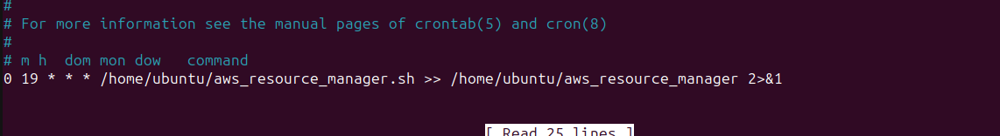 #
# For more information see the manual pages of crontab(5) and cron(8)
#
# m h  dom mon dow   command
0 19 * * * /home/ubuntu/aws_resource_manager.sh >> /home/ubuntu/aws_resource_manager 2>&1
[ Read 25 lines ]